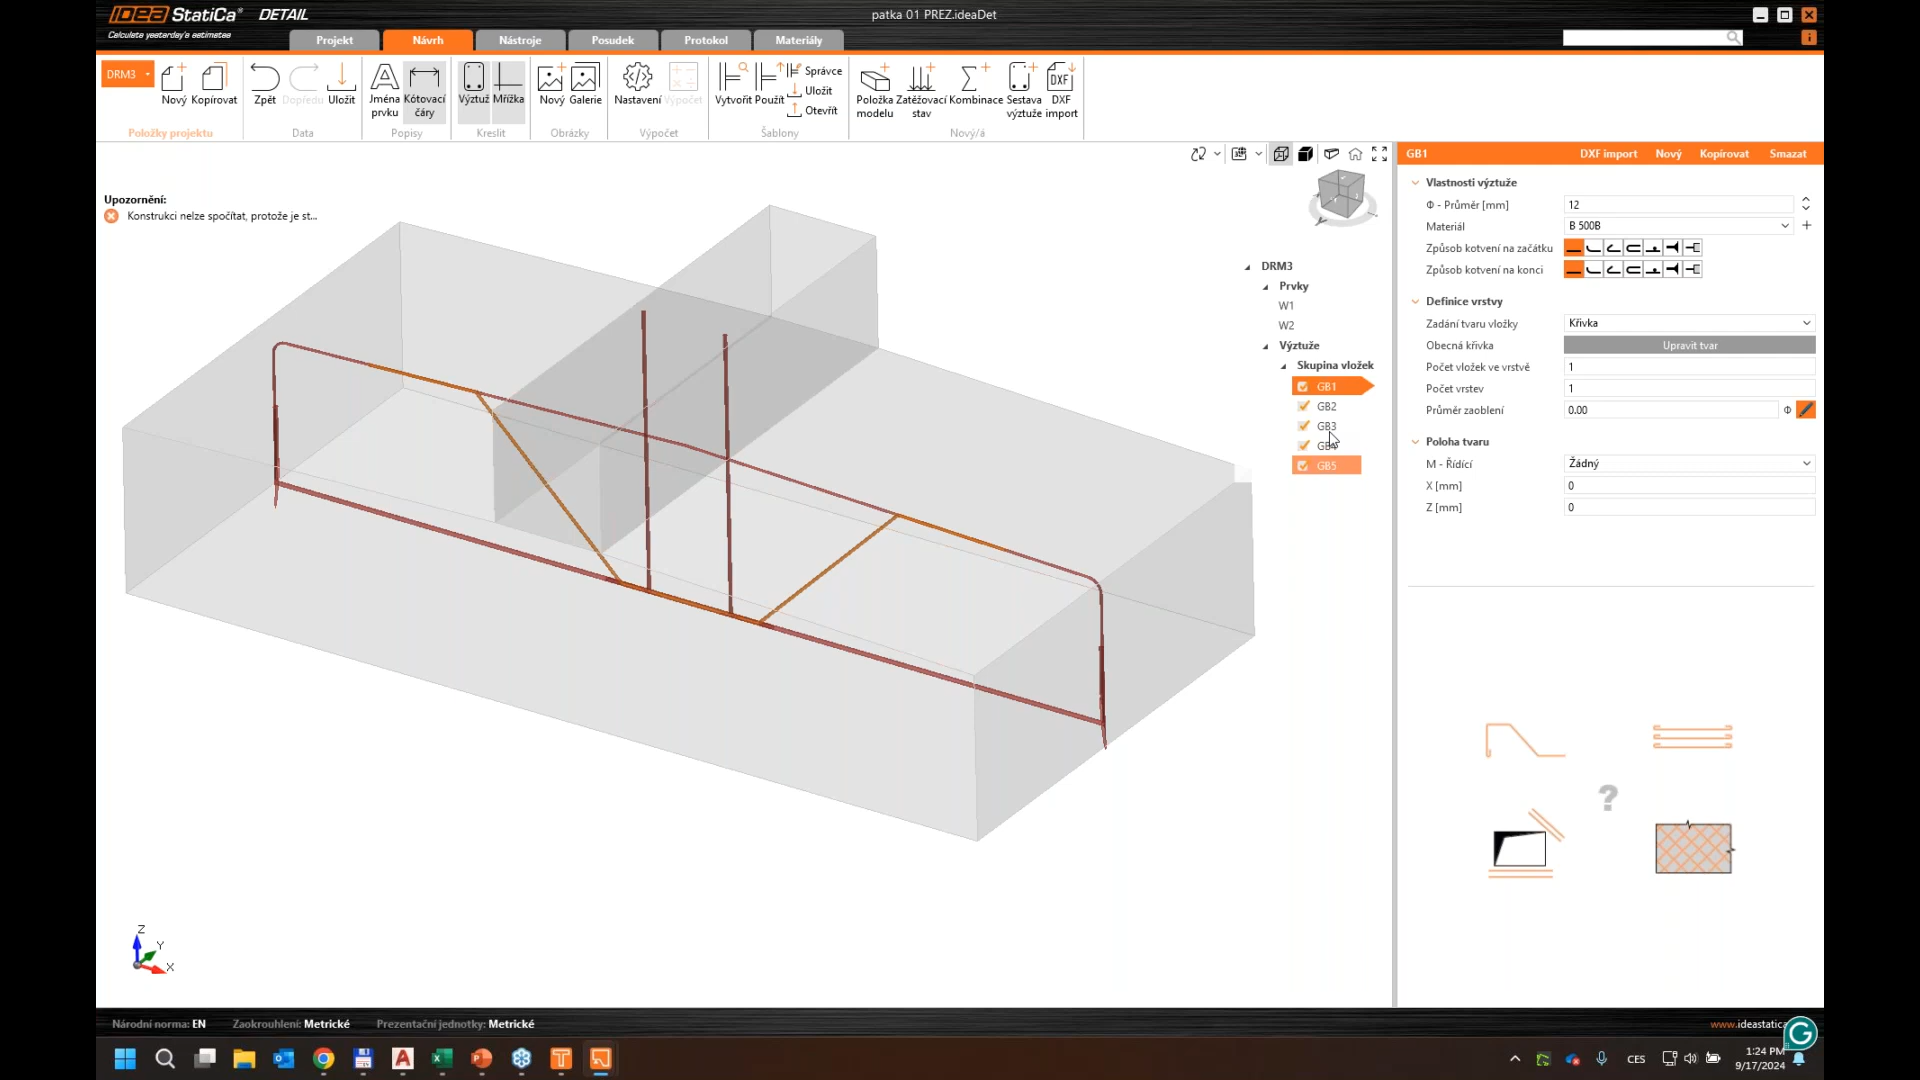 IDEA StatiCa® DETAIL
Calculate yesterday's estimates
patka 01 PREZ.ideaDet
Projekt Návrh Nástroje Posudek Protokol Materiály
DRM3
Nový Kopírovat
Zpět Dopředu Uložit
Jména prvku
Kótovací čáry
Výztuž Mřížka
Nový Galerie
Nastavení Výpočet
Vytvořit Použít
Správce
Uložit
Otevřít
Položka modelu
Zatěžovací stav
Kombinace
Sestava výztuže
DXF
DXF import
Položky projektu Data Popisy Kreslit Obrázky Výpočet Šablony Nový/á
Upozornění:
Konstrukci nelze spočítat, protože je st...
DRM3
Prvky
W1
W2
Výztuže
Skupina vložek
GB1
GB2
GB3
GB4
GB5
GB1 DXF import Nový Kopírovat Smazat
Vlastnosti výztuže
Φ - Průměr [mm] 12
Materiál B 500B
Způsob kotvení na začátku
Způsob kotvení na konci
Definice vrstvy
Zadání tvaru vložky Křivka
Obecná křivka Upravit tvar
Počet vložek ve vrstvě 1
Počet vrstev 1
Průměr zaoblení 0.00 Φ
Poloha tvaru
M - Řídící Žádný
X [mm] 0
Z [mm] 0
?
Z
Y
X
Národní norma: EN Zaokrouhlení: Metrické Prezentační jednotky: Metrické
www.ideastatica
CES
1:24 PM
9/17/2024